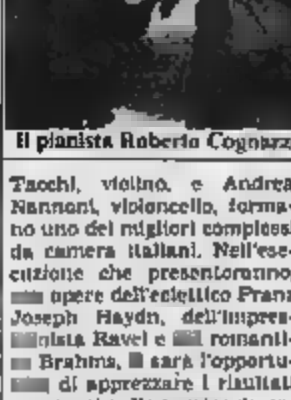 Il pianista Roberto Cognazz
Tacchi, violino, e Andrea
Nannoni, violoncello, forma-
no uno dei migliori complessi
da camera italiani. Nell'ese-
cuzione che presenteranno
opere dell'eclettico Franz
Joseph Haydn, dell'impres-
nista Ravel e romanti-
Brahms, sarà l'opportu-
di apprezzare i risultati